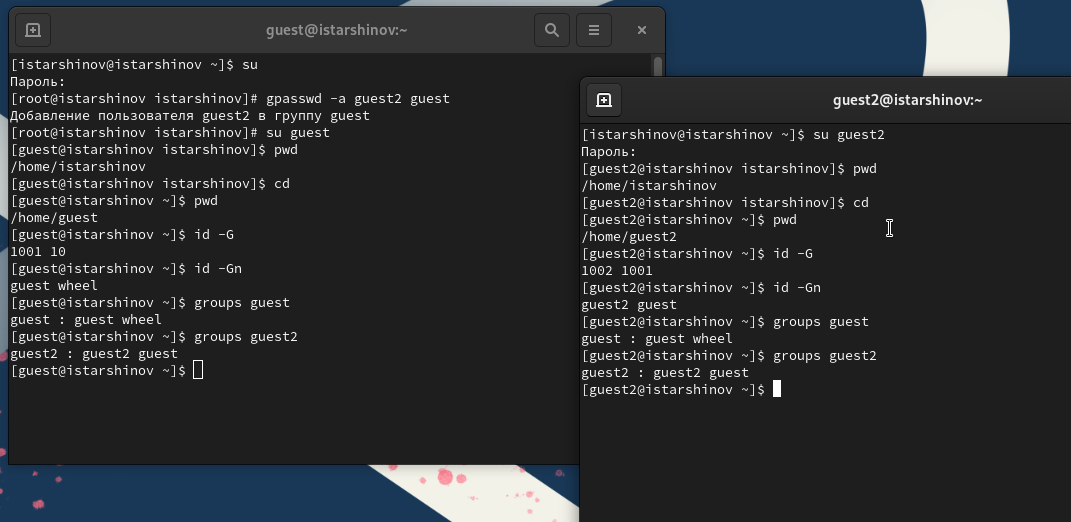 guest@istarshinov:~
[istarshinov@istarshinov ~]$ su
Пароль:
[root@istarshinov istarshinov]# gpasswd -a guest2 guest
Добавление пользователя guest2 в группу guest
[root@istarshinov istarshinov]# su guest
[guest@istarshinov istarshinov]$ pwd
/home/istarshinov
[guest@istarshinov istarshinov]$ cd
[guest@istarshinov ~]$ pwd
/home/guest
[guest@istarshinov ~]$ id -G
1001 10
[guest@istarshinov ~]$ id -Gn
guest wheel
[guest@istarshinov ~]$ groups guest
guest : guest wheel
[guest@istarshinov ~]$ groups guest2
guest2 : guest2 guest
[guest@istarshinov ~]$
guest2@istarshinov:~
[istarshinov@istarshinov ~]$ su guest2
Пароль:
[guest2@istarshinov istarshinov]$ pwd
/home/istarshinov
[guest2@istarshinov istarshinov]$ cd
[guest2@istarshinov ~]$ pwd
/home/guest2
[guest2@istarshinov ~]$ id -G
1002 1001
[guest2@istarshinov ~]$ id -Gn
guest2 guest
[guest2@istarshinov ~]$ groups guest
guest : guest wheel
[guest2@istarshinov ~]$ groups guest2
guest2 : guest2 guest
[guest2@istarshinov ~]$